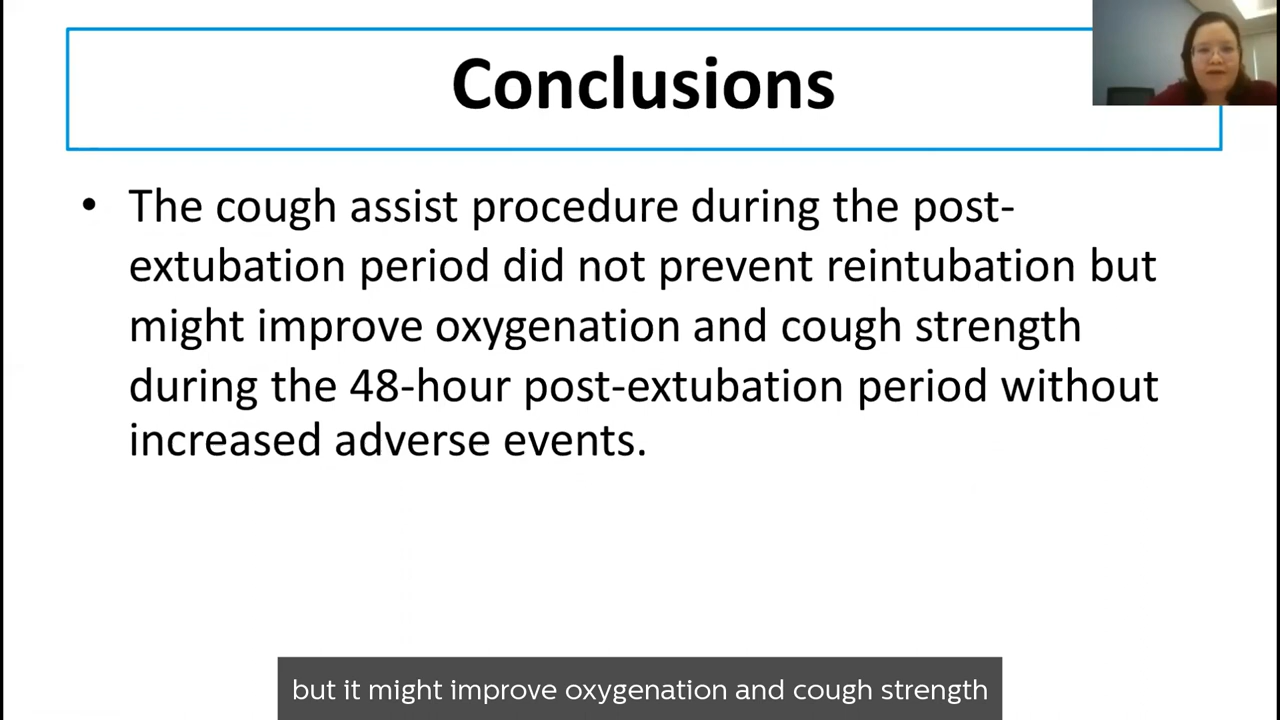 Conclusions
• The cough assist procedure during the post-
extubation period did not prevent reintubation but
might improve oxygenation and cough strength
during the 48-hour post-extubation period without
increased adverse events.
but it might improve oxygenation and cough strength